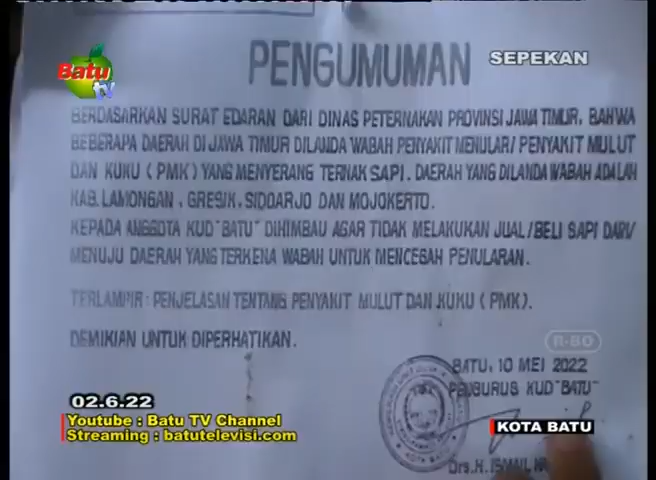 Batu
tv
SEPEKAN
PENGUMUMAN
BERDASARKAN SURAT EDARAN DARI DINAS PETERNAKAN PROVINSI JAWA TIMUR, BAHWA
BEBERAPA DAERAH DI JAWA TIMUR DILANDA WABAH PENYAKIT MENULAR/PENYAKIT MULUT
DAN KUKU (PMK) YANG MENYERANG TERNAK SAPI. DAERAH YANG DILANDA WABAH ADALAH
KAB. LAMONGAN, GRESIK, SIDOARJO DAN MOJOKERTO.
KEPADA ANGGOTA KUD "BATU" DIHIMBAU AGAR TIDAK MELAKUKAN JUAL/BELI SAPI DARI/
MENUJU DAERAH YANG TERKENA WABAH UNTUK MENCEGAH PENULARAN.
TERLAMPIR: PENJELASAN TENTANG PENYAKIT MULUT DAN KUKU (PMK).
DEMIKIAN UNTUK DIPERHATIKAN.
R-BO
BATU, 10 MEI 2022
PENGURUS KUD "BATU"
02.6.22
Youtube : Batu TV Channel
Streaming : batutelevisi.com
KOTA BATU
Drs. H. ISMAIL